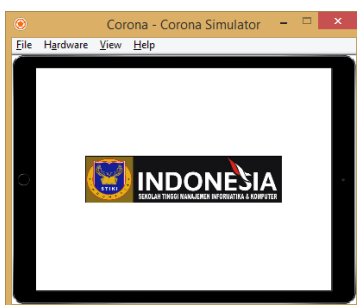 Corona - Corona Simulator
File Hardware View Help
STIKI
INDONESIA
SEKOLAH TINGGI MANAJEMEN INFORMATIKA & KOMPUTER